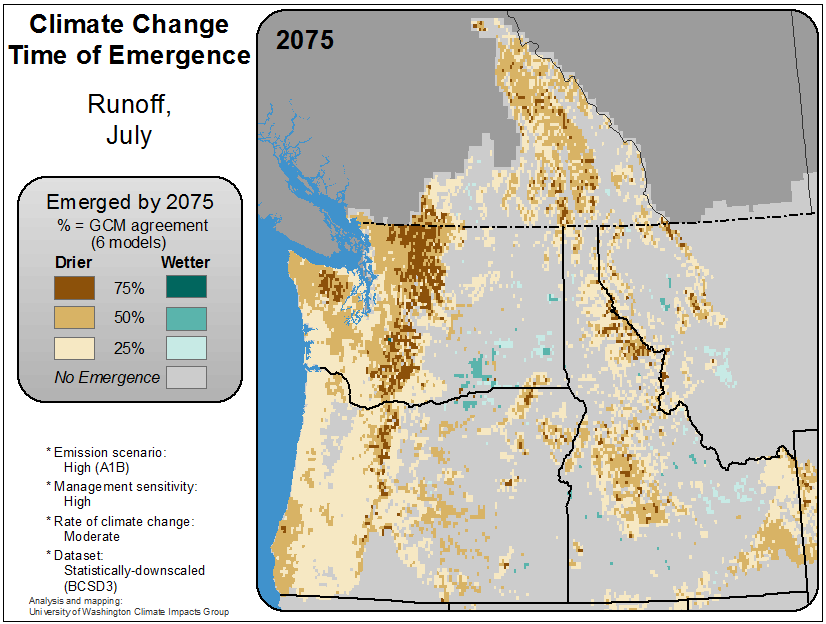 Climate Change
Time of Emergence
Runoff,
July
2075
Emerged by 2075
% = GCM agreement
(6 models)
Drier Wetter
75%
50%
25%
No Emergence
* Emission scenario:
High (A1B)
* Management sensitivity:
High
* Rate of climate change:
Moderate
* Dataset:
Statistically-downscaled
(BCSD3)
Analysis and mapping:
University of Washington Climate Impacts Group